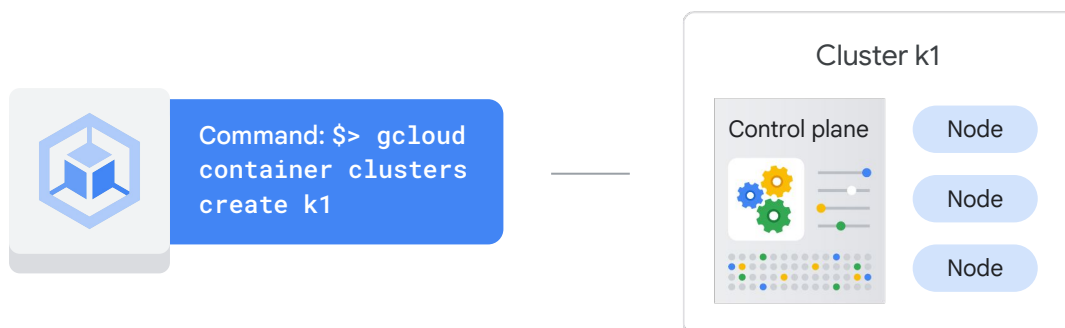 Command: $> gcloud
container clusters
create k1
Cluster k1
Control plane
Node
Node
Node